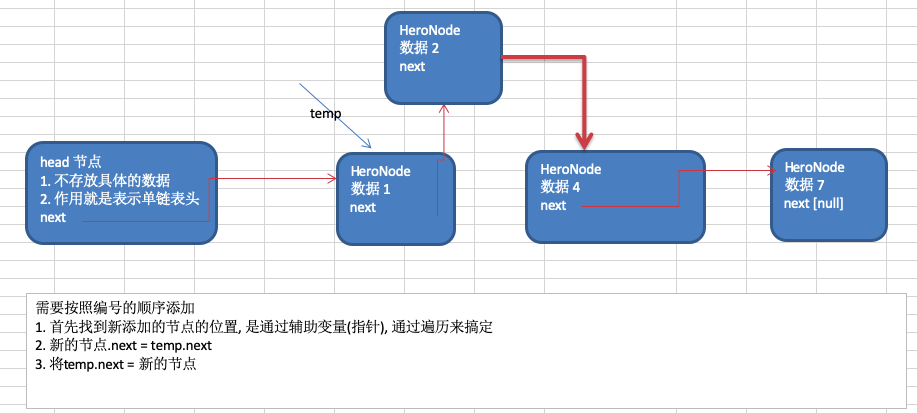 HeroNode
数据 2
next
temp
head 节点
1. 不存放具体的数据
2. 作用就是表示单链表头
next
HeroNode
数据 1
next
HeroNode
数据 4
next
HeroNode
数据 7
next [null]
需要按照编号的顺序添加
1. 首先找到新添加的节点的位置, 是通过辅助变量(指针), 通过遍历来搞定
2. 新的节点.next = temp.next
3. 将temp.next = 新的节点